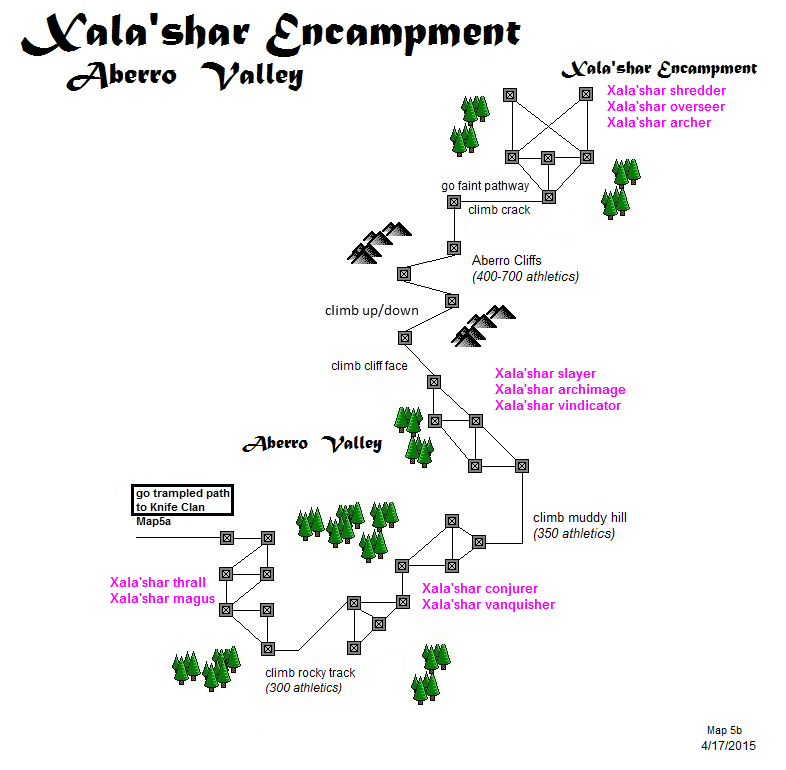 Xala'shar Encampment
Aberro Valley
Xala'shar Encampment
Xala'shar shredder
Xala'shar overseer
Xala'shar archer
go faint pathway
climb crack
Aberro Cliffs
(400-700 athletics)
climb up/down
climb cliff face
Xala'shar slayer
Xala'shar archimage
Xala'shar vindicator
Aberro Valley
go trampled path
to Knife Clan
Map5a
climb muddy hill
(350 athletics)
Xala'shar thrall
Xala'shar magus
Xala'shar conjurer
Xala'shar vanquisher
climb rocky track
(300 athletics)
Map 5b
4/17/2015